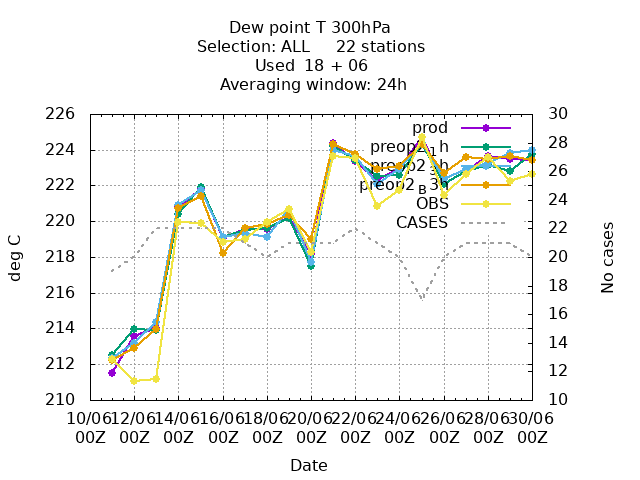 Dew point T 300hPa
Selection: ALL     22 stations
Used  18 + 06
Averaging window: 24h
226
224
222
220
218
216
214
212
210
30
28
26
24
22
20
18
16
14
12
10
deg C
No cases
prod
OBS
CASES
10/06 12/06 14/06 16/06 18/06 20/06 22/06 24/06 26/06 28/06 30/06
00Z 00Z 00Z 00Z 00Z 00Z 00Z 00Z 00Z 00Z 00Z
Date